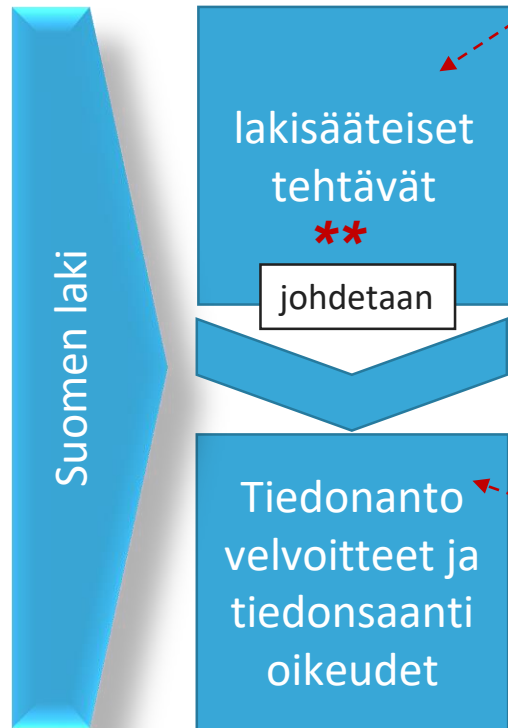 Suomen laki
lakisääteiset
tehtävät
**
johdetaan
Tiedonanto
velvoitteet ja
tiedonsaanti
oikeudet